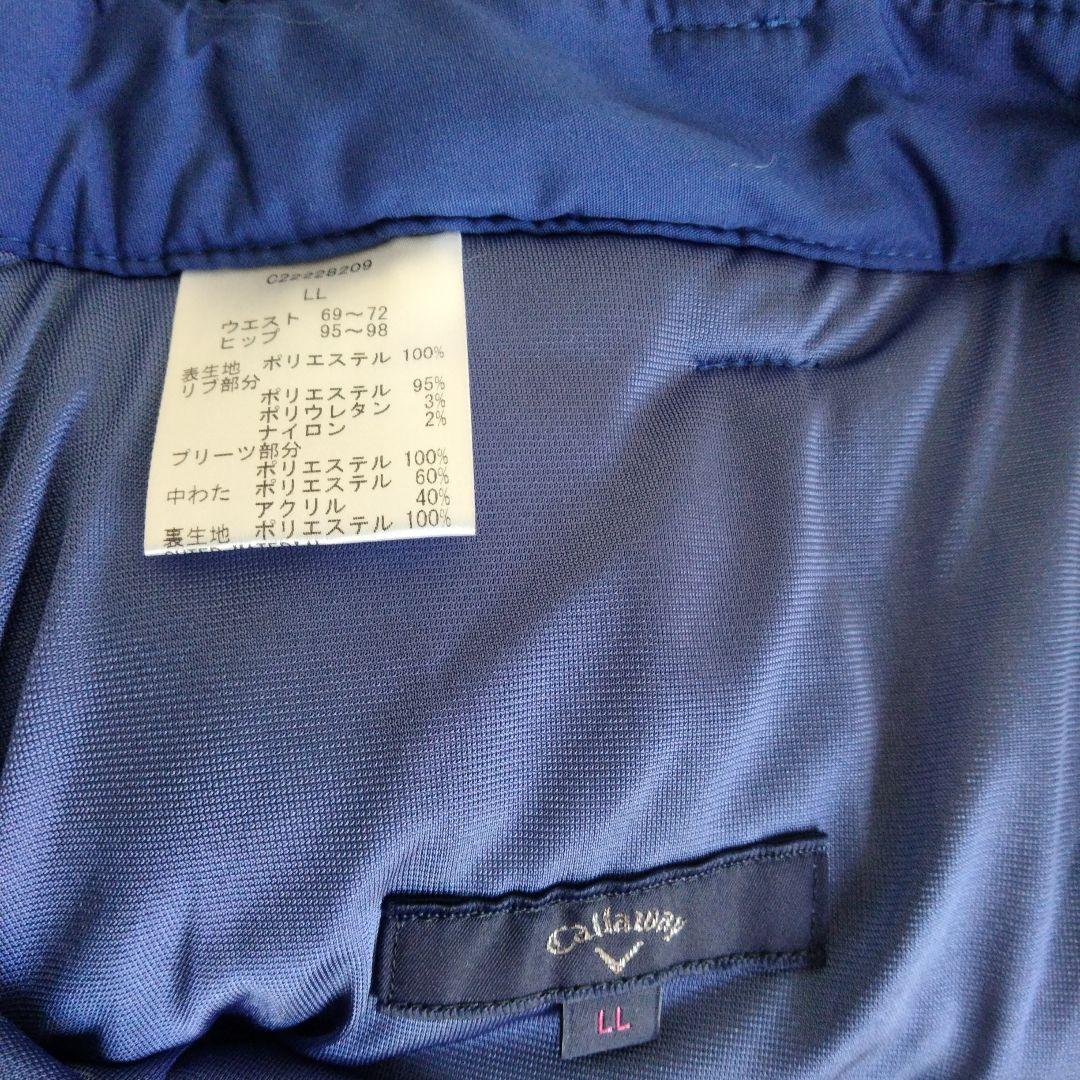 C22228209
LL
ウエスト 69～72
ヒップ 95～98
表生地 ポリエステル 100%
リブ部分
ポリエステル 95%
ポリウレタン 3%
ナイロン 2%
プリーツ部分
ポリエステル 100%
中わた ポリエステル 60%
アクリル 40%
裏生地 ポリエステル 100%
Callaway
LL